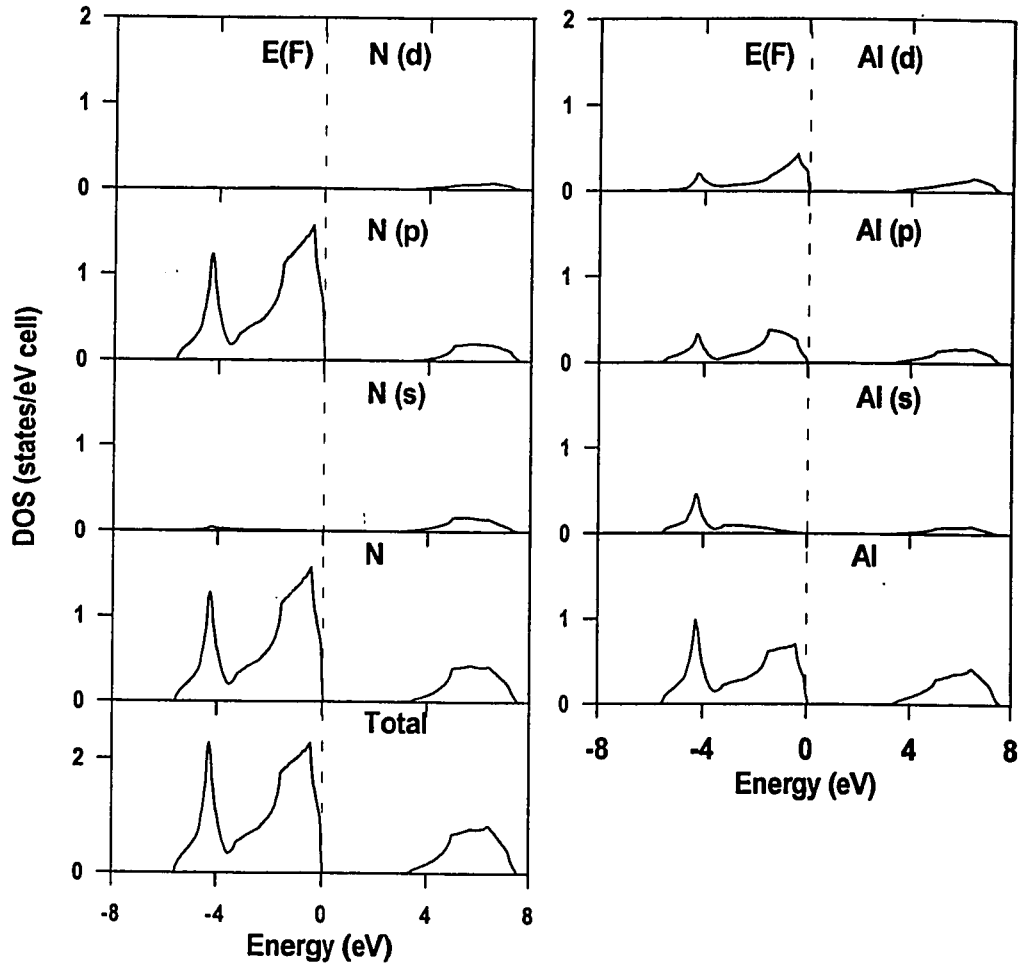 2
E(F)
N (d)
1
0
N (p)
1
0
N (s)
1
0
N
1
0
Total
2
0
-8
-4
0
4
8
Energy (eV)
DOS (states/eV cell)
2
E(F)
Al (d)
1
0
Al (p)
1
0
Al (s)
1
0
Al
1
0
-8
-4
0
4
8
Energy (eV)